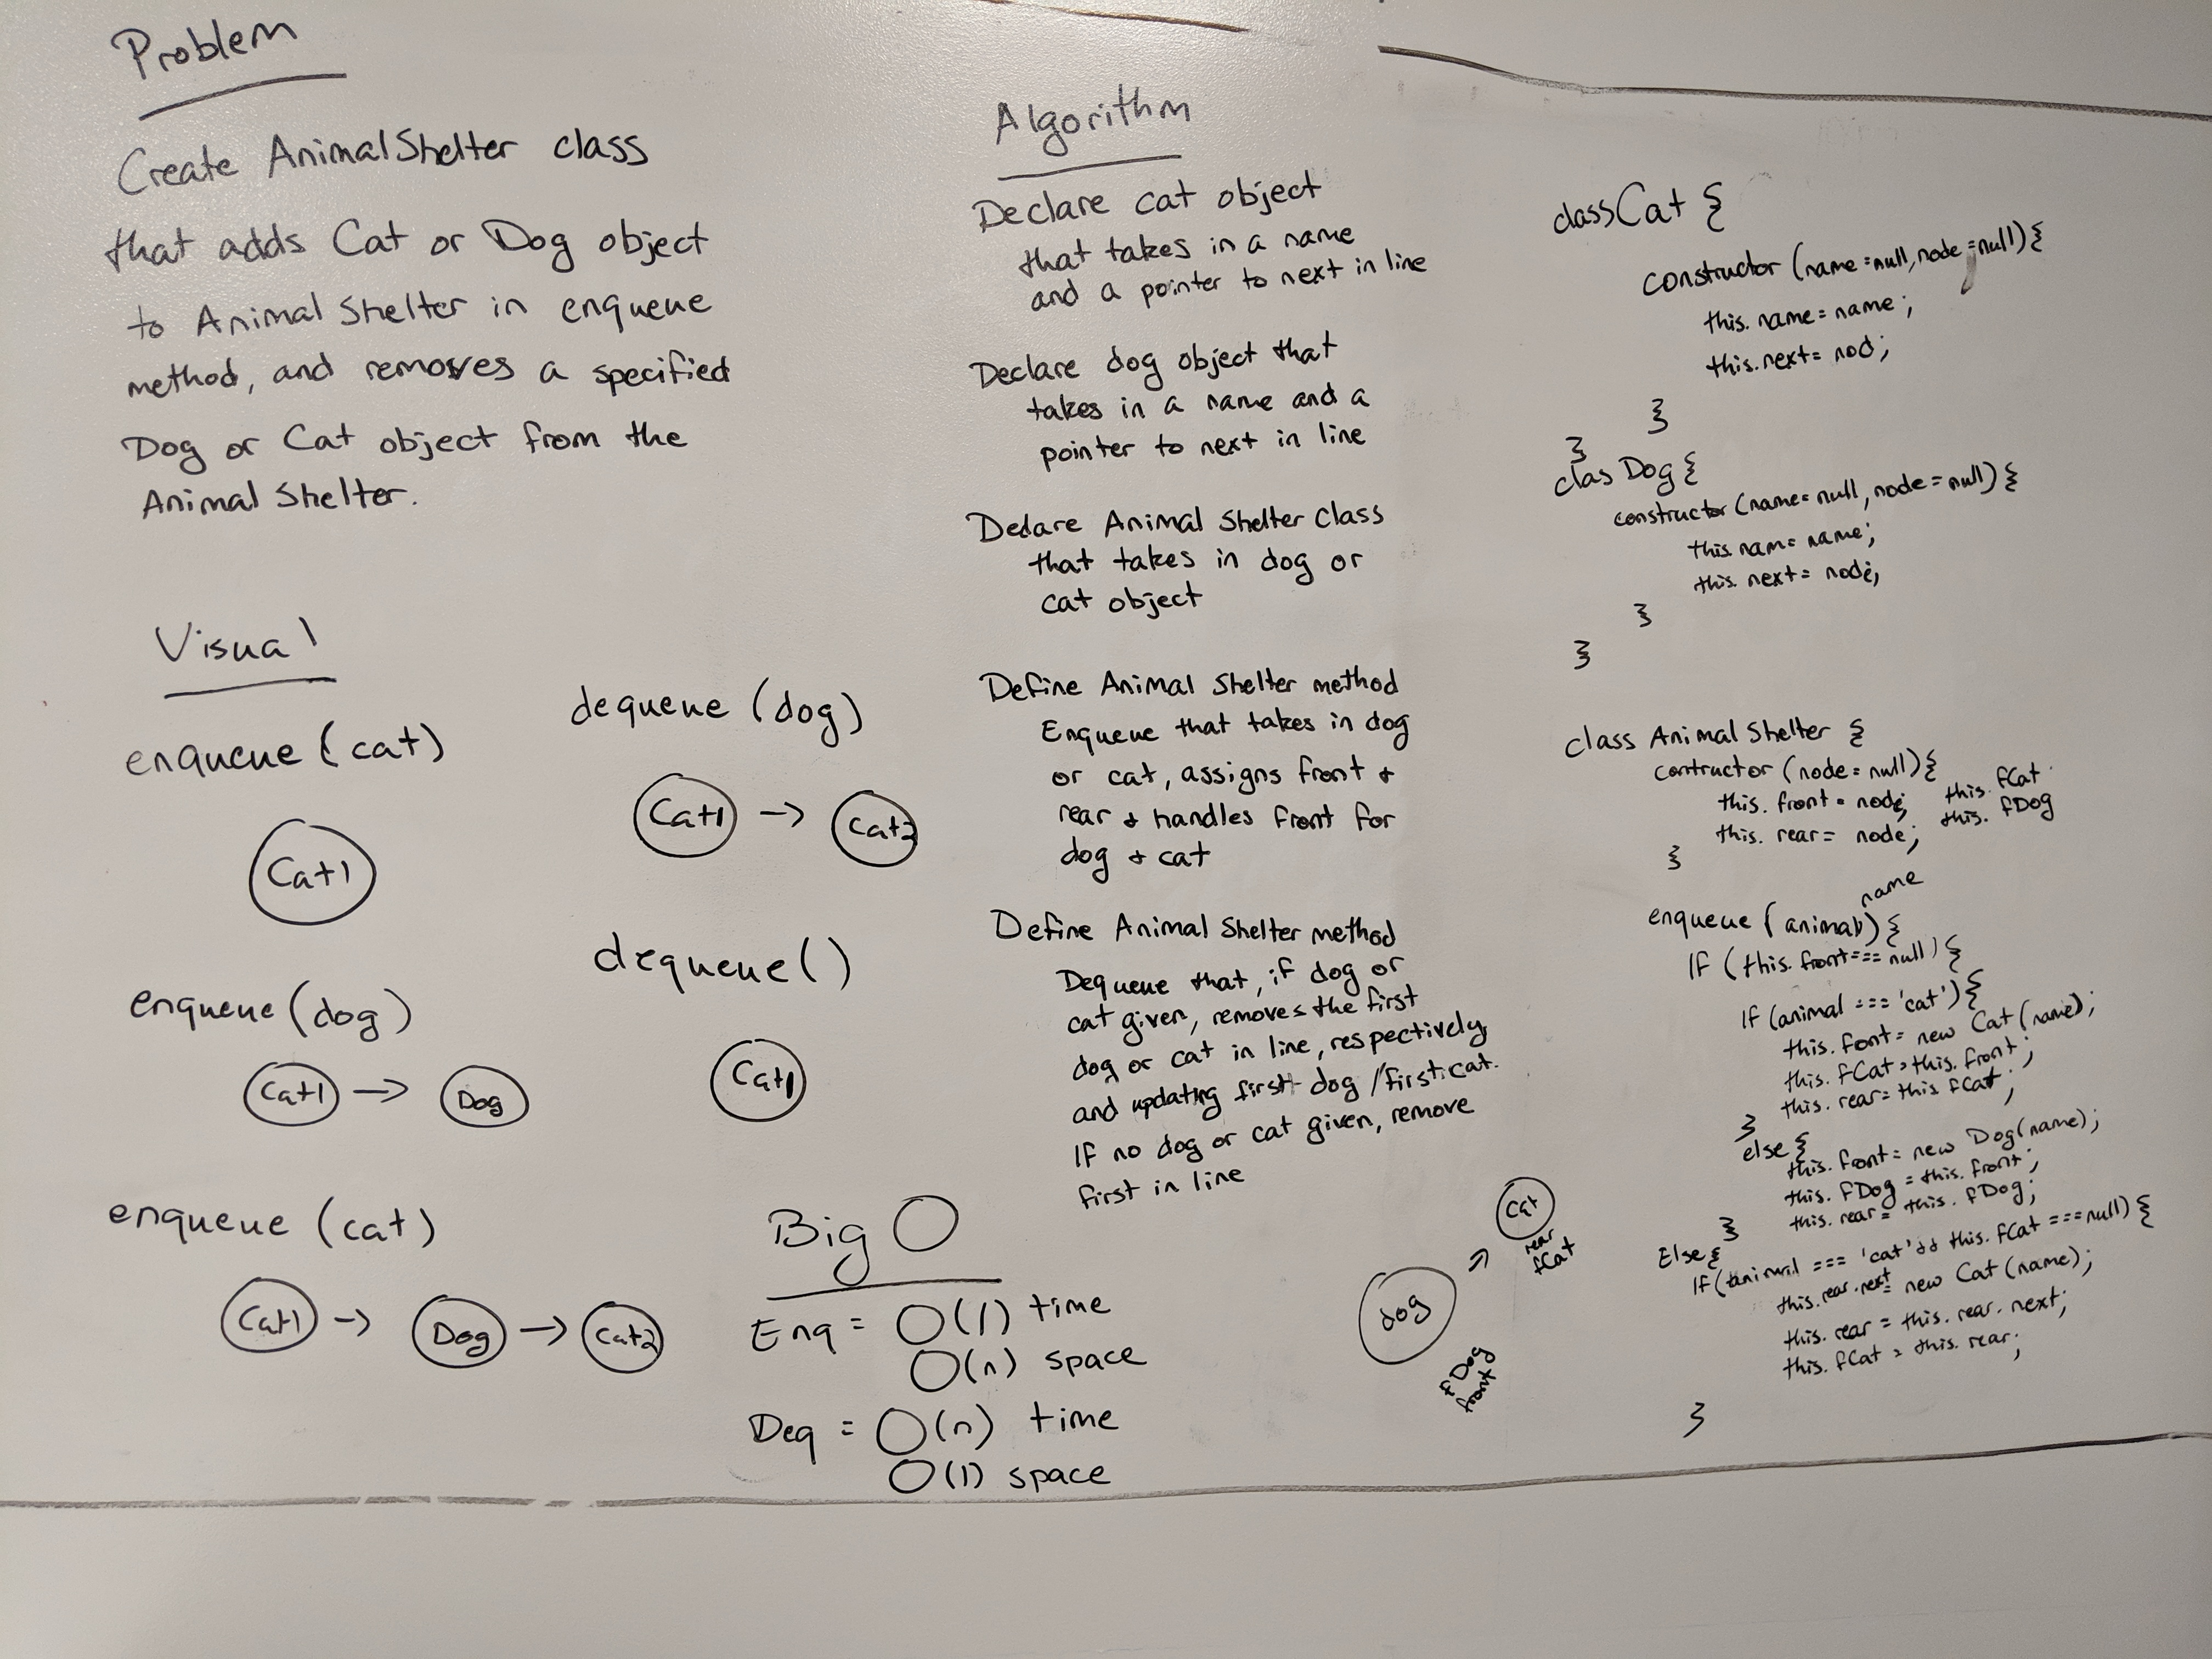 Problem
Create AnimalShelter class
that adds Cat or Dog object
to Animal Shelter in enqueue
method, and removes a specified
Dog or Cat object from the
Animal Shelter.
Visual
enqueue (cat)
Cat1
enqueue (dog)
Cat1 → Dog
enqueue (cat)
Cat1 → Dog → Cat2
dequeue (dog)
Cat1 → Cat2
dequeue ()
Cat1
Algorithm
Declare cat object
that takes in a name
and a pointer to next in line
Declare dog object that
takes in a name and a
pointer to next in line
Declare Animal Shelter Class
that takes in dog or
cat object
Define Animal Shelter method
Enqueue that takes in dog
or cat, assigns front +
rear + handles front for
dog + cat
Define Animal Shelter method
Dequeue that, if dog or
cat given, removes the first
dog or cat in line, respectively
and updating first dog / first cat.
If no dog or cat given, remove
first in line
Big O
Enq = O(1) time
O(n) space
Deq = O(n) time
O(1) space
dog → cat
rear
fCat
fDog
front
class Cat {
constructor (name=null, node=null) {
this.name = name;
this.next = nod;
}
}
clas Dog {
constructor (name=null, node=null) {
this.nam= name;
this.next = node;
}
}
class Animal Shelter {
contructor (node=null) {
this.front = node; this.fCat
this.rear = node; this.fDog
}
name
enqueue (animal) {
If (this.front === null) {
If (animal === 'cat') {
this.font = new Cat (name);
this.fCat = this.front;
this.rear = this fCat;
}
else {
this.front = new Dog(name);
this.fDog = this.front;
this.rear = this.fDog;
}
Else {
If (animal === 'cat' && this.fCat === null) {
this.rear.next = new Cat (name);
this.rear = this.rear.next;
this.fCat = this.rear;
}